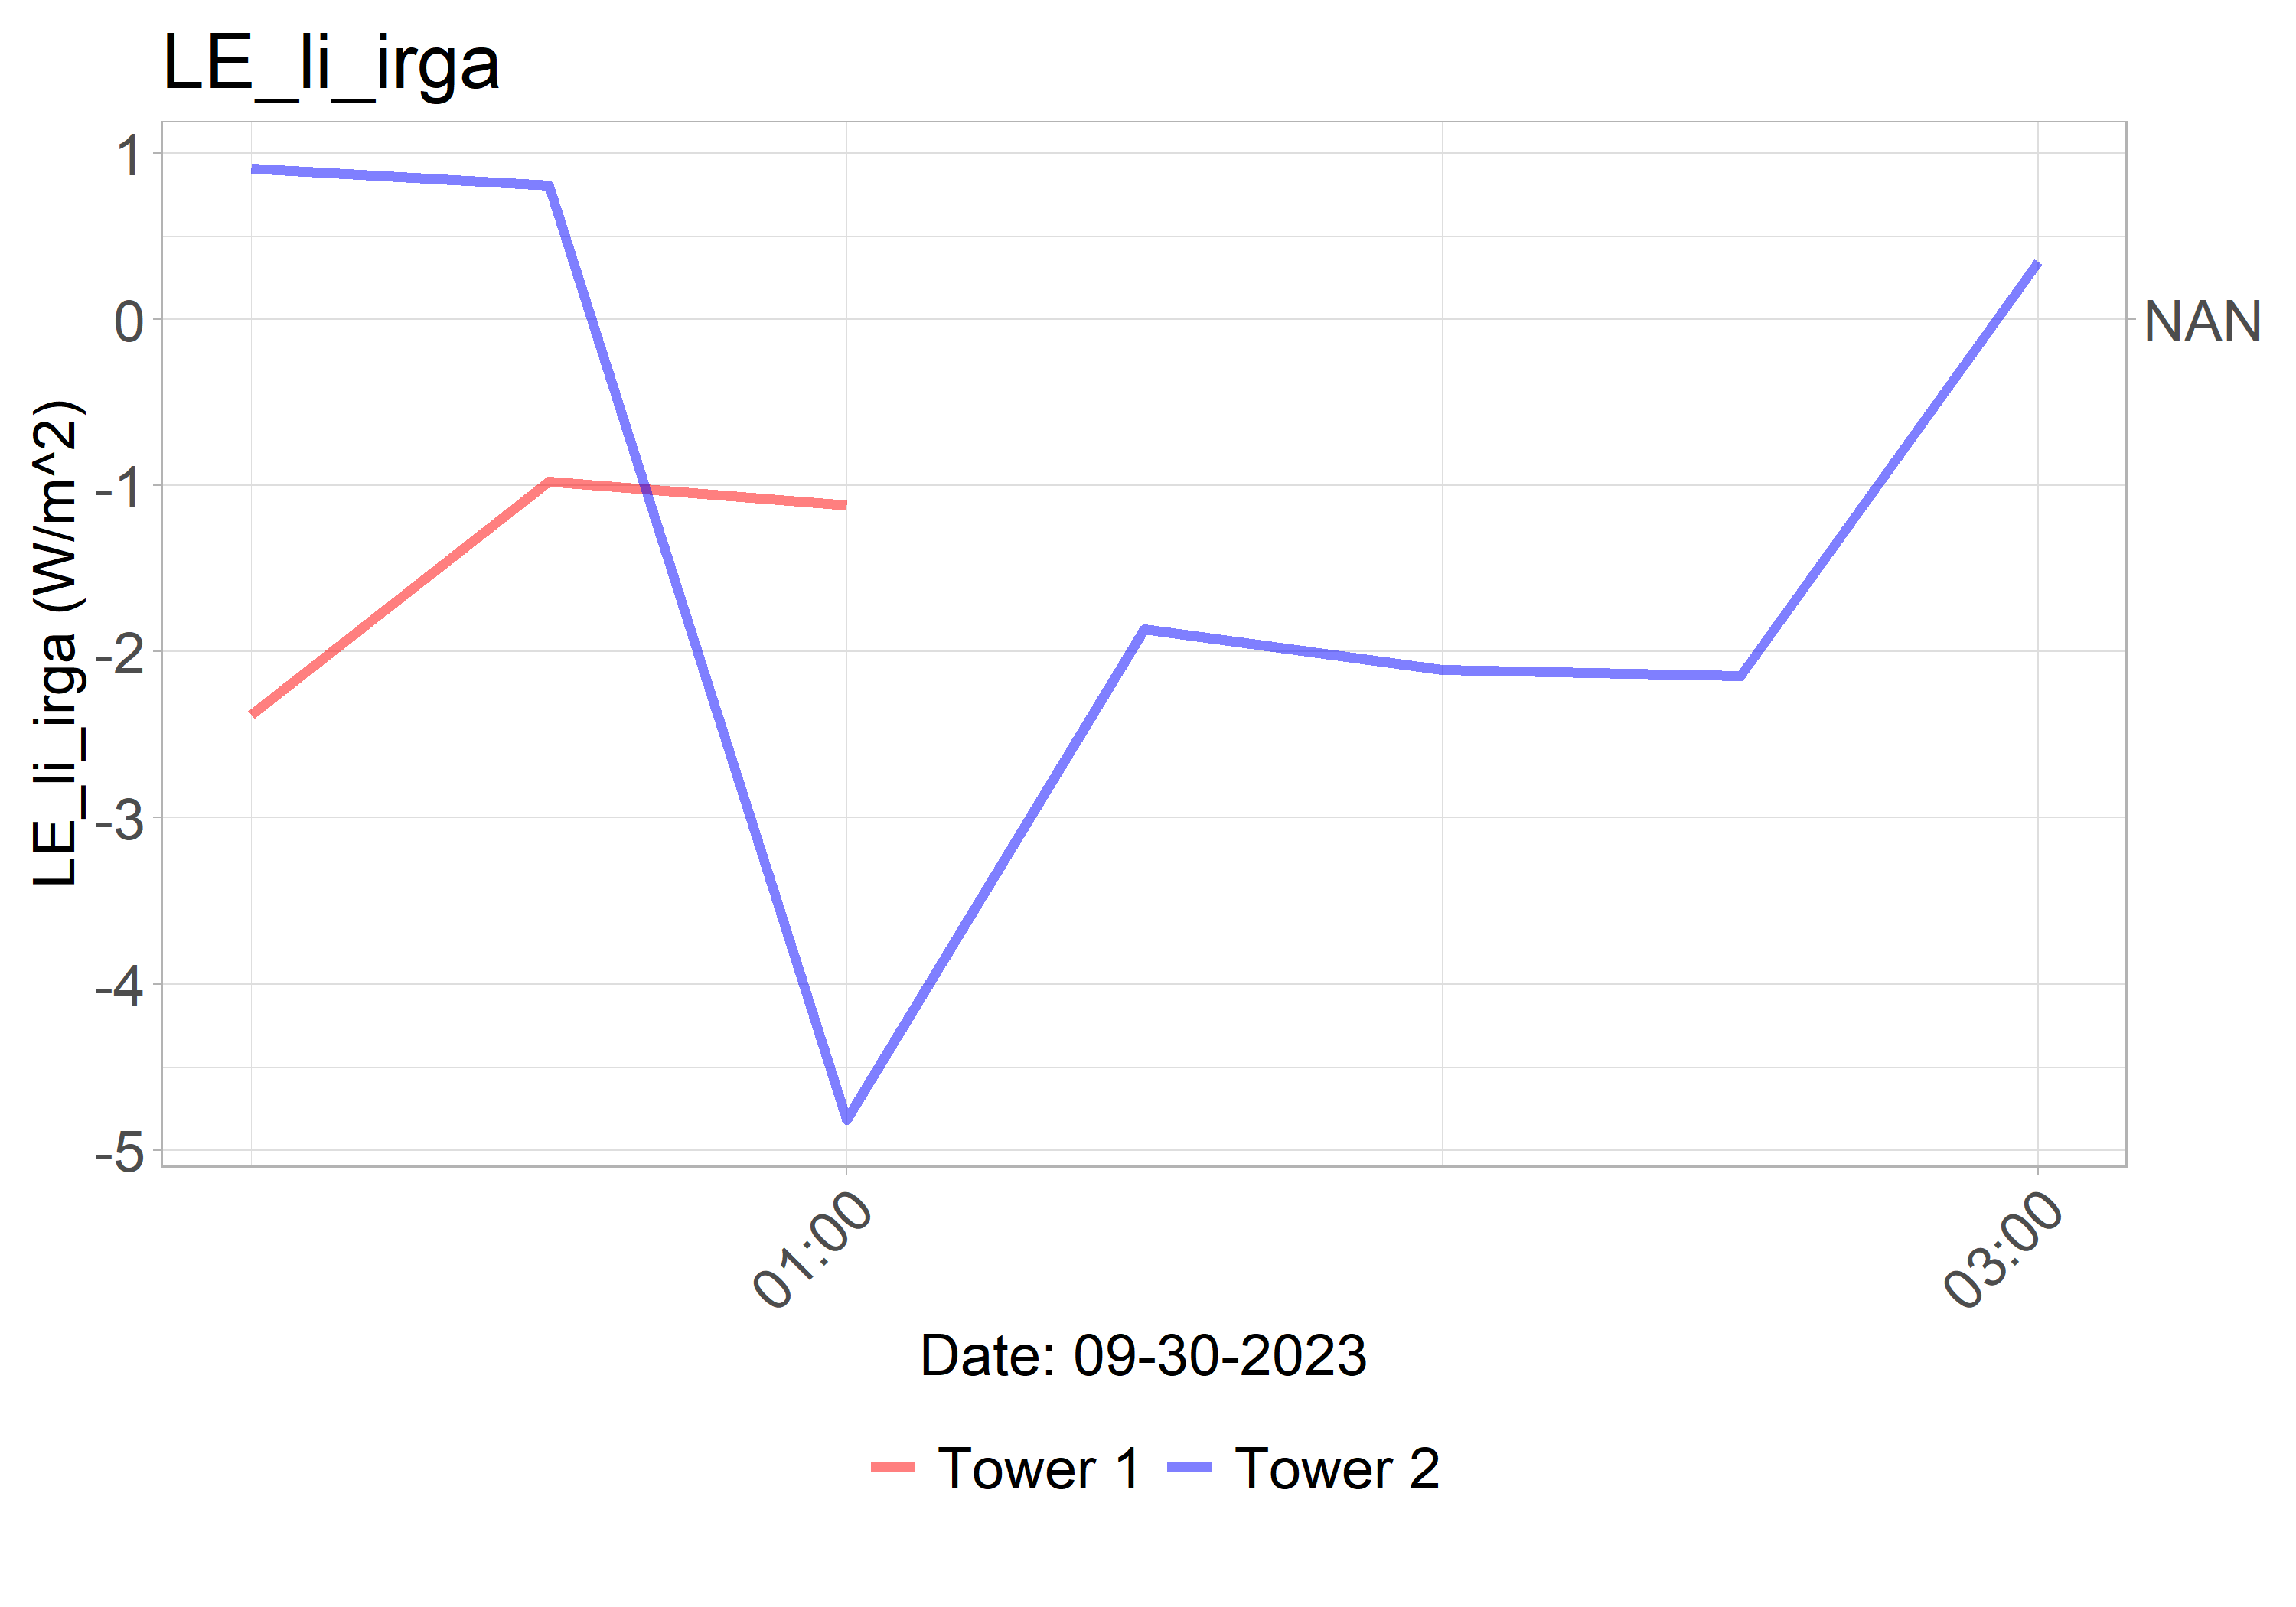 LE_li_irga
LE_li_irga (W/m^2)
1
0
-1
-2
-3
-4
-5
NAN
01:00
03:00
Date: 09-30-2023
Tower 1
Tower 2